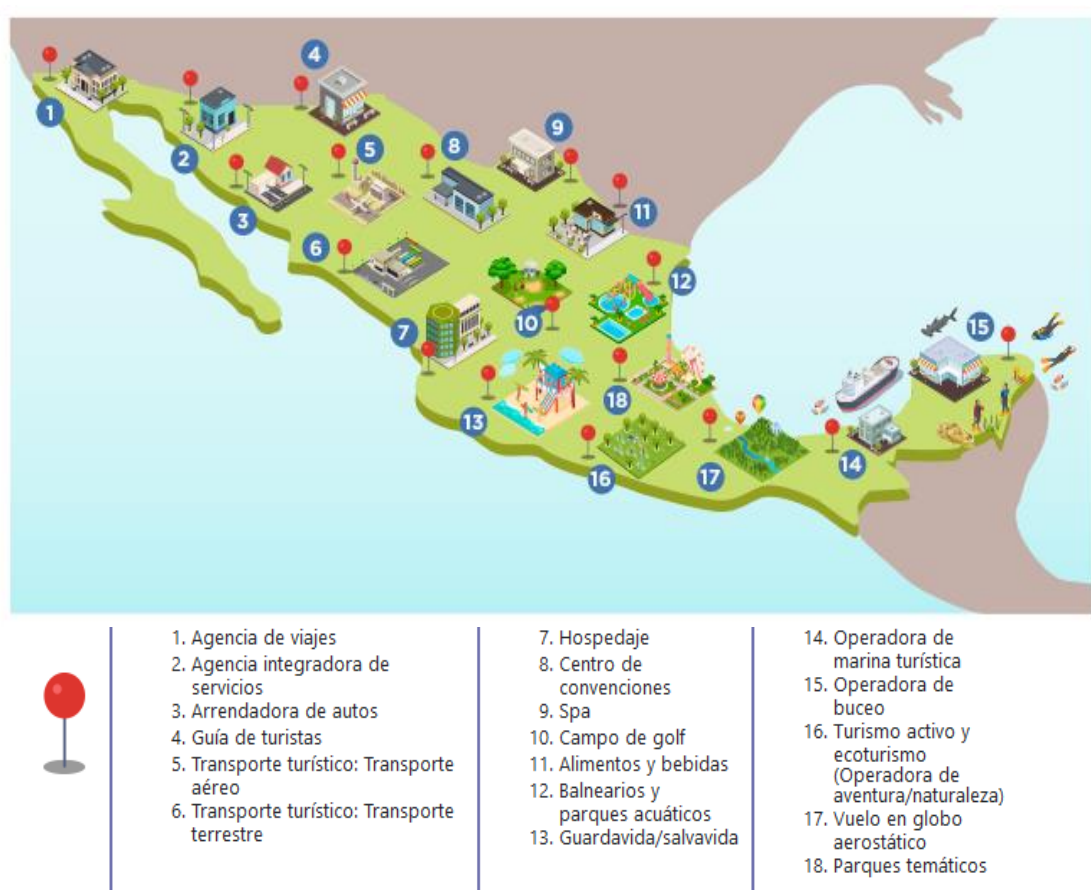 4
9
1
5
8
2
11
3
6
12
10
15
7
18
13
14
16
17
1. Agencia de viajes
2. Agencia integradora de
servicios
3. Arrendadora de autos
4. Guía de turistas
5. Transporte turístico: Transporte
aéreo
6. Transporte turístico: Transporte
terrestre
7. Hospedaje
8. Centro de
convenciones
9. Spa
10. Campo de golf
11. Alimentos y bebidas
12. Balnearios y
parques acuáticos
13. Guardavida/salvavida
14. Operadora de
marina turística
15. Operadora de
buceo
16. Turismo activo y
ecoturismo
(Operadora de
aventura/naturaleza)
17. Vuelo en globo
aerostático
18. Parques temáticos